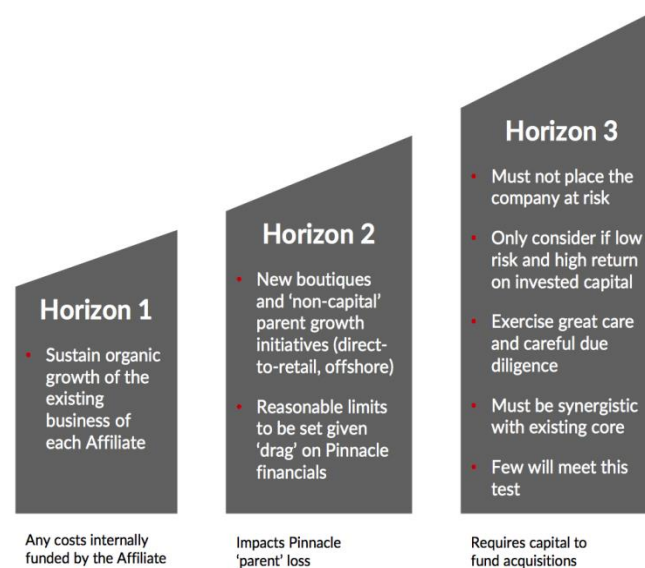 Horizon 1
Sustain organic
growth of the
existing
business of
each Affiliate
Any costs internally
funded by the Affiliate
Horizon 2
New boutiques
and ‘non-capital’
parent growth
initiatives (direct-
to-retail, offshore)
Reasonable limits
to be set given
‘drag’ on Pinnacle
financials
Impacts Pinnacle
‘parent’ loss
Horizon 3
Must not place the
company at risk
Only consider if low
risk and high return
on invested capital
Exercise great care
and careful due
diligence
Must be synergistic
with existing core
Few will meet this
test
Requires capital to
fund acquisitions